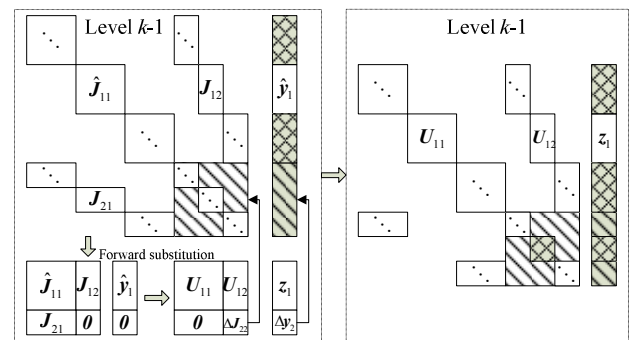 Level k-1
Ĵ₁₁ J₁₂ ŷ₁
J₂₁
Forward substitution
Ĵ₁₁ J₁₂ ŷ₁ U₁₁ U₁₂ z₁
J₂₁ 0 0 0 ΔJ₂₂ Δy₂
Level k-1
U₁₁ U₁₂ z₁